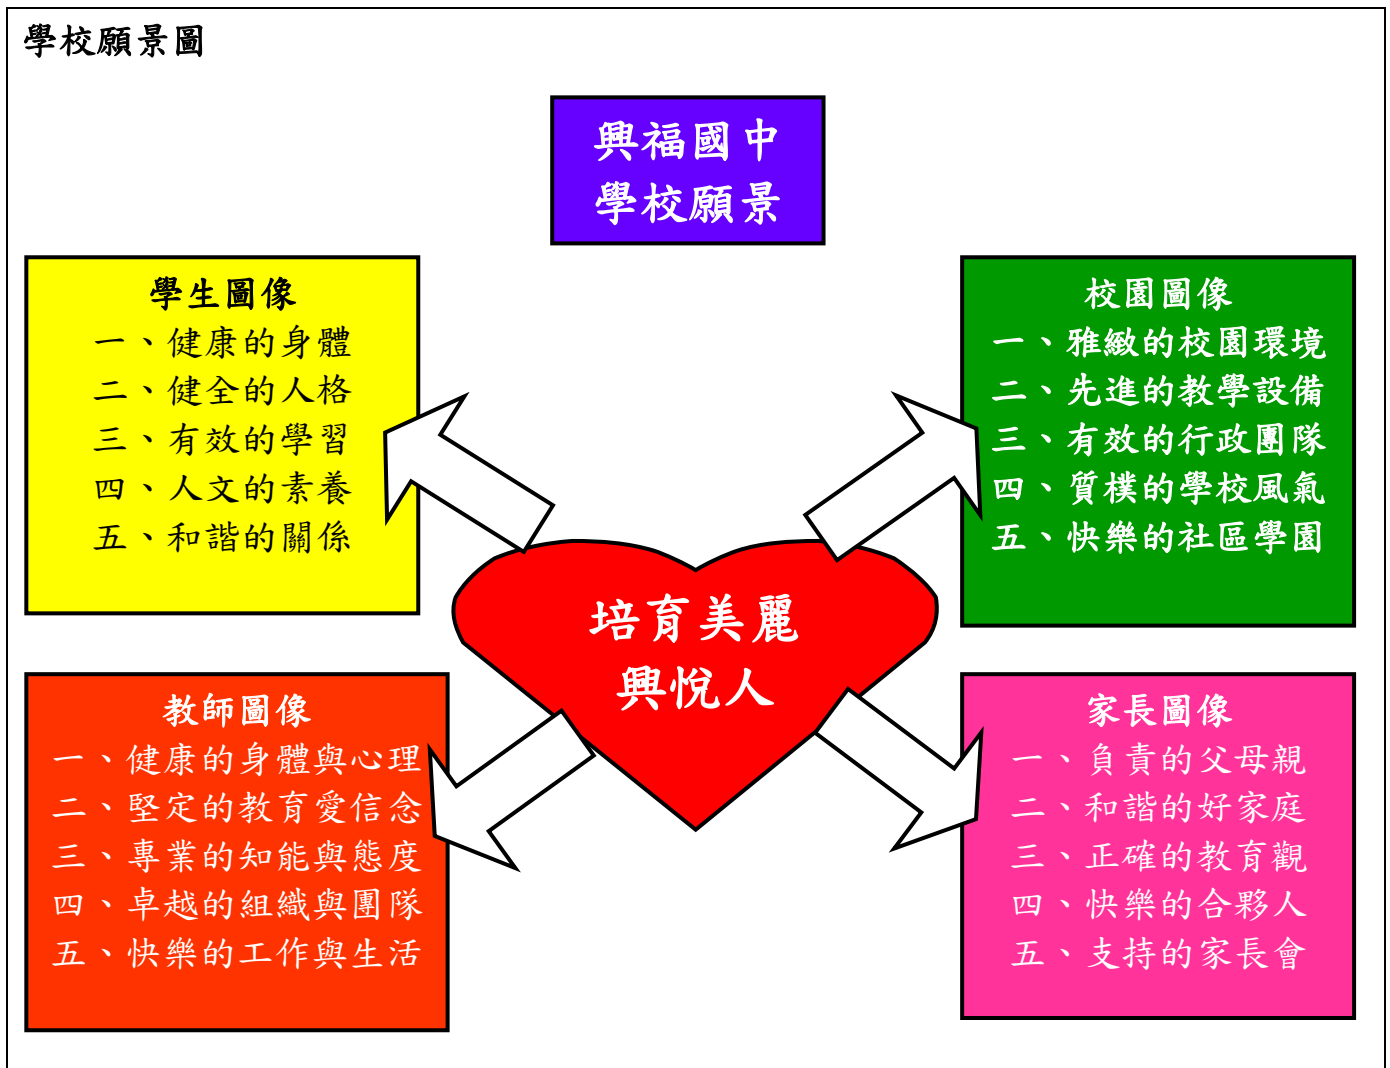 學校願景圖
興福國中
學校願景
學生圖像
一、健康的身體
二、健全的人格
三、有效的學習
四、人文的素養
五、和諧的關係
校園圖像
一、雅緻的校園環境
二、先進的教學設備
三、有效的行政團隊
四、質樸的學校風氣
五、快樂的社區學園
培育美麗
興悅人
教師圖像
一、健康的身體與心理
二、堅定的教育愛信念
三、專業的知能與態度
四、卓越的組織與團隊
五、快樂的工作與生活
家長圖像
一、負責的父母親
二、和諧的好家庭
三、正確的教育觀
四、快樂的合夥人
五、支持的家長會